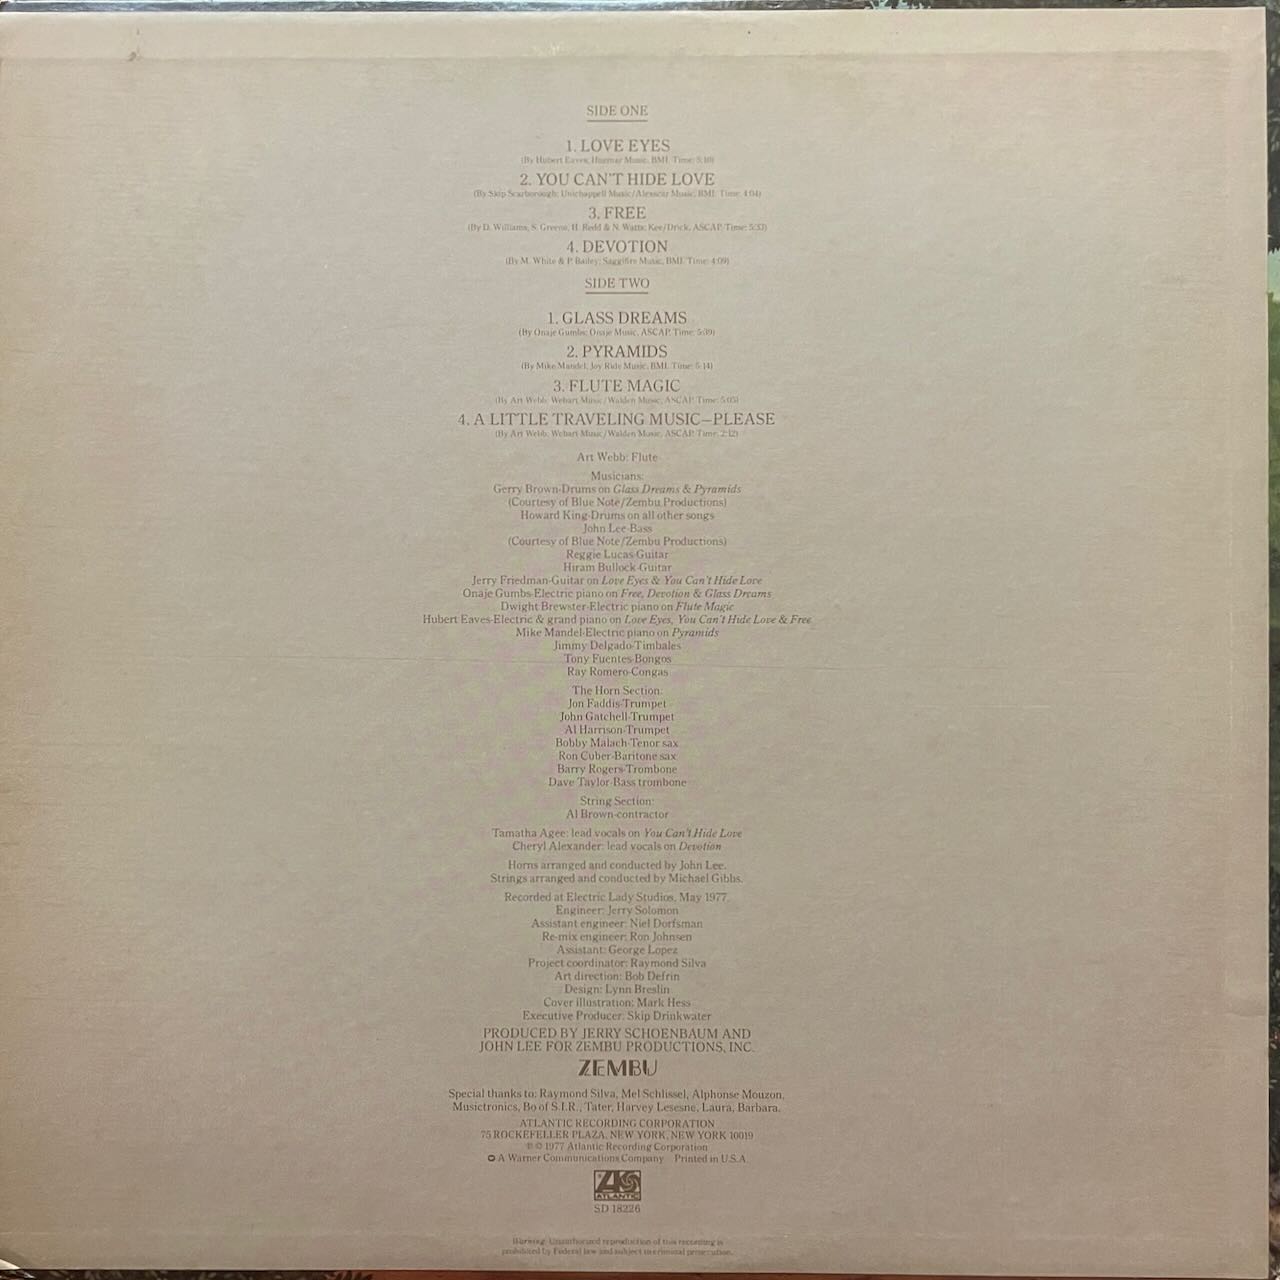 SIDE ONE
1. LOVE EYES
(By Hubert Eaves; Music, BMI. Time: 5:10)
2. YOU CAN'T HIDE LOVE
(By Skip Scarborough; Unichappell Music/Alexscar Music, BMI. Time: 4:04)
3. FREE
(By D. Williams, S. Greene, H. Redd & N. Watts; Kee/Drick, ASCAP. Time: 5:33)
4. DEVOTION
(By M. White & P. Bailey; Saggifire Music, BMI. Time: 4:09)
SIDE TWO
1. GLASS DREAMS
(By Onaje Gumbs; Onaje Music, ASCAP. Time: 5:39)
2. PYRAMIDS
(By Mike Mandel; Joy Ride Music, BMI. Time: 5:14)
3. FLUTE MAGIC
(By Art Webb; Webart Music/Walden Music, ASCAP. Time: 5:05)
4. A LITTLE TRAVELING MUSIC–PLEASE
(By Art Webb; Webart Music/Walden Music, ASCAP. Time: 2:12)
Art Webb: Flute
Musicians:
Gerry Brown-Drums on Glass Dreams & Pyramids
(Courtesy of Blue Note/Zembu Productions)
Howard King-Drums on all other songs
John Lee-Bass
(Courtesy of Blue Note/Zembu Productions)
Reggie Lucas-Guitar
Hiram Bullock-Guitar
Jerry Friedman-Guitar on Love Eyes & You Can't Hide Love
Onaje Gumbs-Electric piano on Free, Devotion & Glass Dreams
Dwight Brewster-Electric piano on Flute Magic
Hubert Eaves-Electric & grand piano on Love Eyes, You Can't Hide Love & Free
Mike Mandel-Electric piano on Pyramids
Jimmy Delgado-Timbales
Tony Fuentes-Bongos
Ray Romero-Congas
The Horn Section:
Jon Faddis-Trumpet
John Gatchell-Trumpet
Al Harrison-Trumpet
Bobby Malach-Tenor sax
Ron Cuber-Baritone sax
Barry Rogers-Trombone
Dave Taylor-Bass trombone
String Section:
Al Brown-contractor
Tamatha Agee: lead vocals on You Can't Hide Love
Cheryl Alexander: lead vocals on Devotion
Horns arranged and conducted by John Lee.
Strings arranged and conducted by Michael Gibbs.
Recorded at Electric Lady Studios, May 1977
Engineer: Jerry Solomon
Assistant engineer: Niel Dorfsman
Re-mix engineer: Ron Johnsen
Assistant: George Lopez
Project coordinator: Raymond Silva
Art direction: Bob Defrin
Design: Lynn Breslin
Cover illustration: Mark Hess
Executive Producer: Skip Drinkwater
PRODUCED BY JERRY SCHOENBAUM AND
JOHN LEE FOR ZEMBU PRODUCTIONS, INC.
ZEMBU
Special thanks to: Raymond Silva, Mel Schlissel, Alphonse Mouzon,
Musictronics, Bo of S.I.R., Tater, Harvey Lesesne, Laura, Barbara.
ATLANTIC RECORDING CORPORATION
75 ROCKEFELLER PLAZA, NEW YORK, NEW YORK 10019
℗ © 1977 Atlantic Recording Corporation
A Warner Communications Company Printed in U.S.A.
ATLANTIC
SD 18226
Warning: Unauthorized reproduction of this recording is
prohibited by Federal law and subject to criminal prosecution.